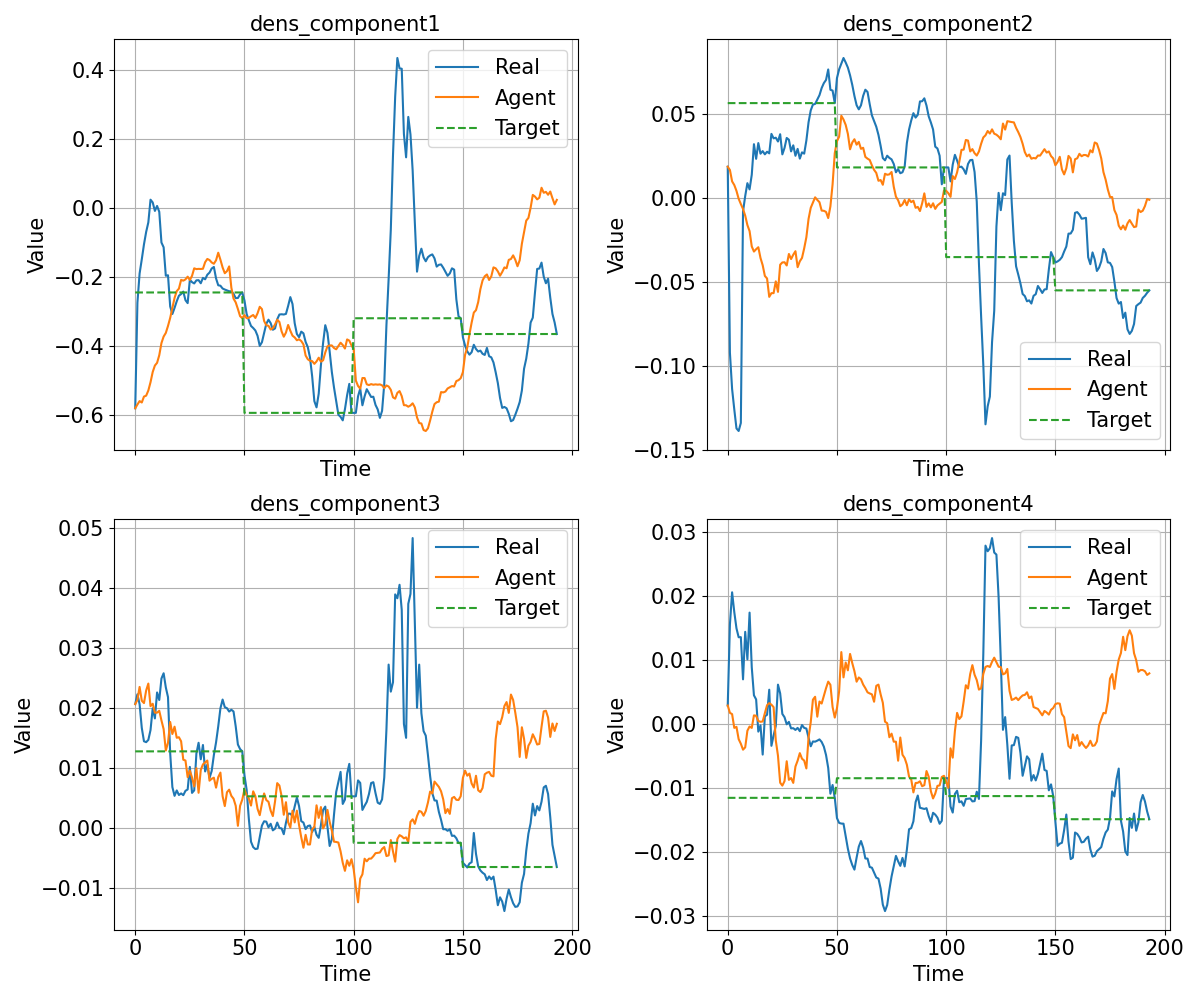 dens_component1
Value
0.4
0.2
0.0
−0.2
−0.4
−0.6
Real
Agent
Target
Time
dens_component2
Value
0.05
0.00
−0.05
−0.10
−0.15
Real
Agent
Target
Time
dens_component3
Value
0.05
0.04
0.03
0.02
0.01
0.00
−0.01
Real
Agent
Target
0 50 100 150 200
Time
dens_component4
Value
0.03
0.02
0.01
0.00
−0.01
−0.02
−0.03
Real
Agent
Target
0 50 100 150 200
Time